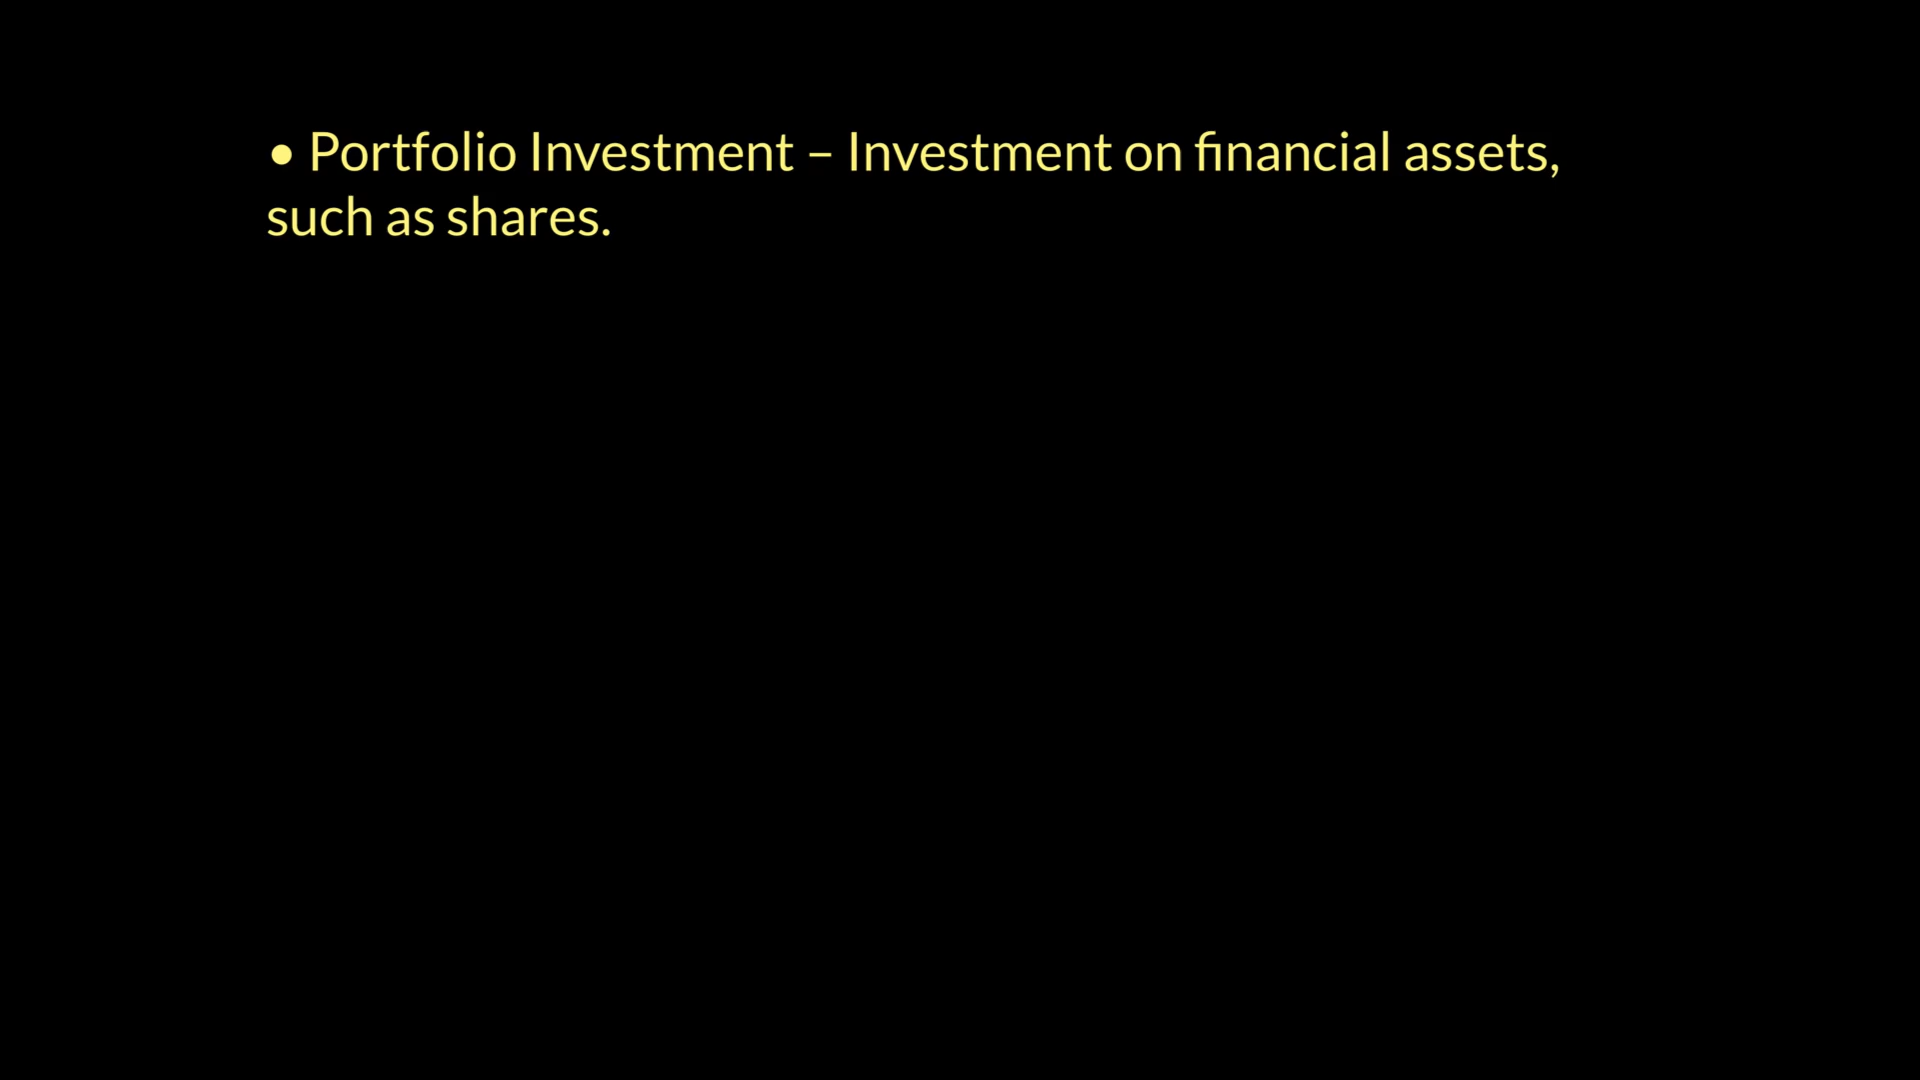 • Portfolio Investment – Investment on financial assets,
such as shares.